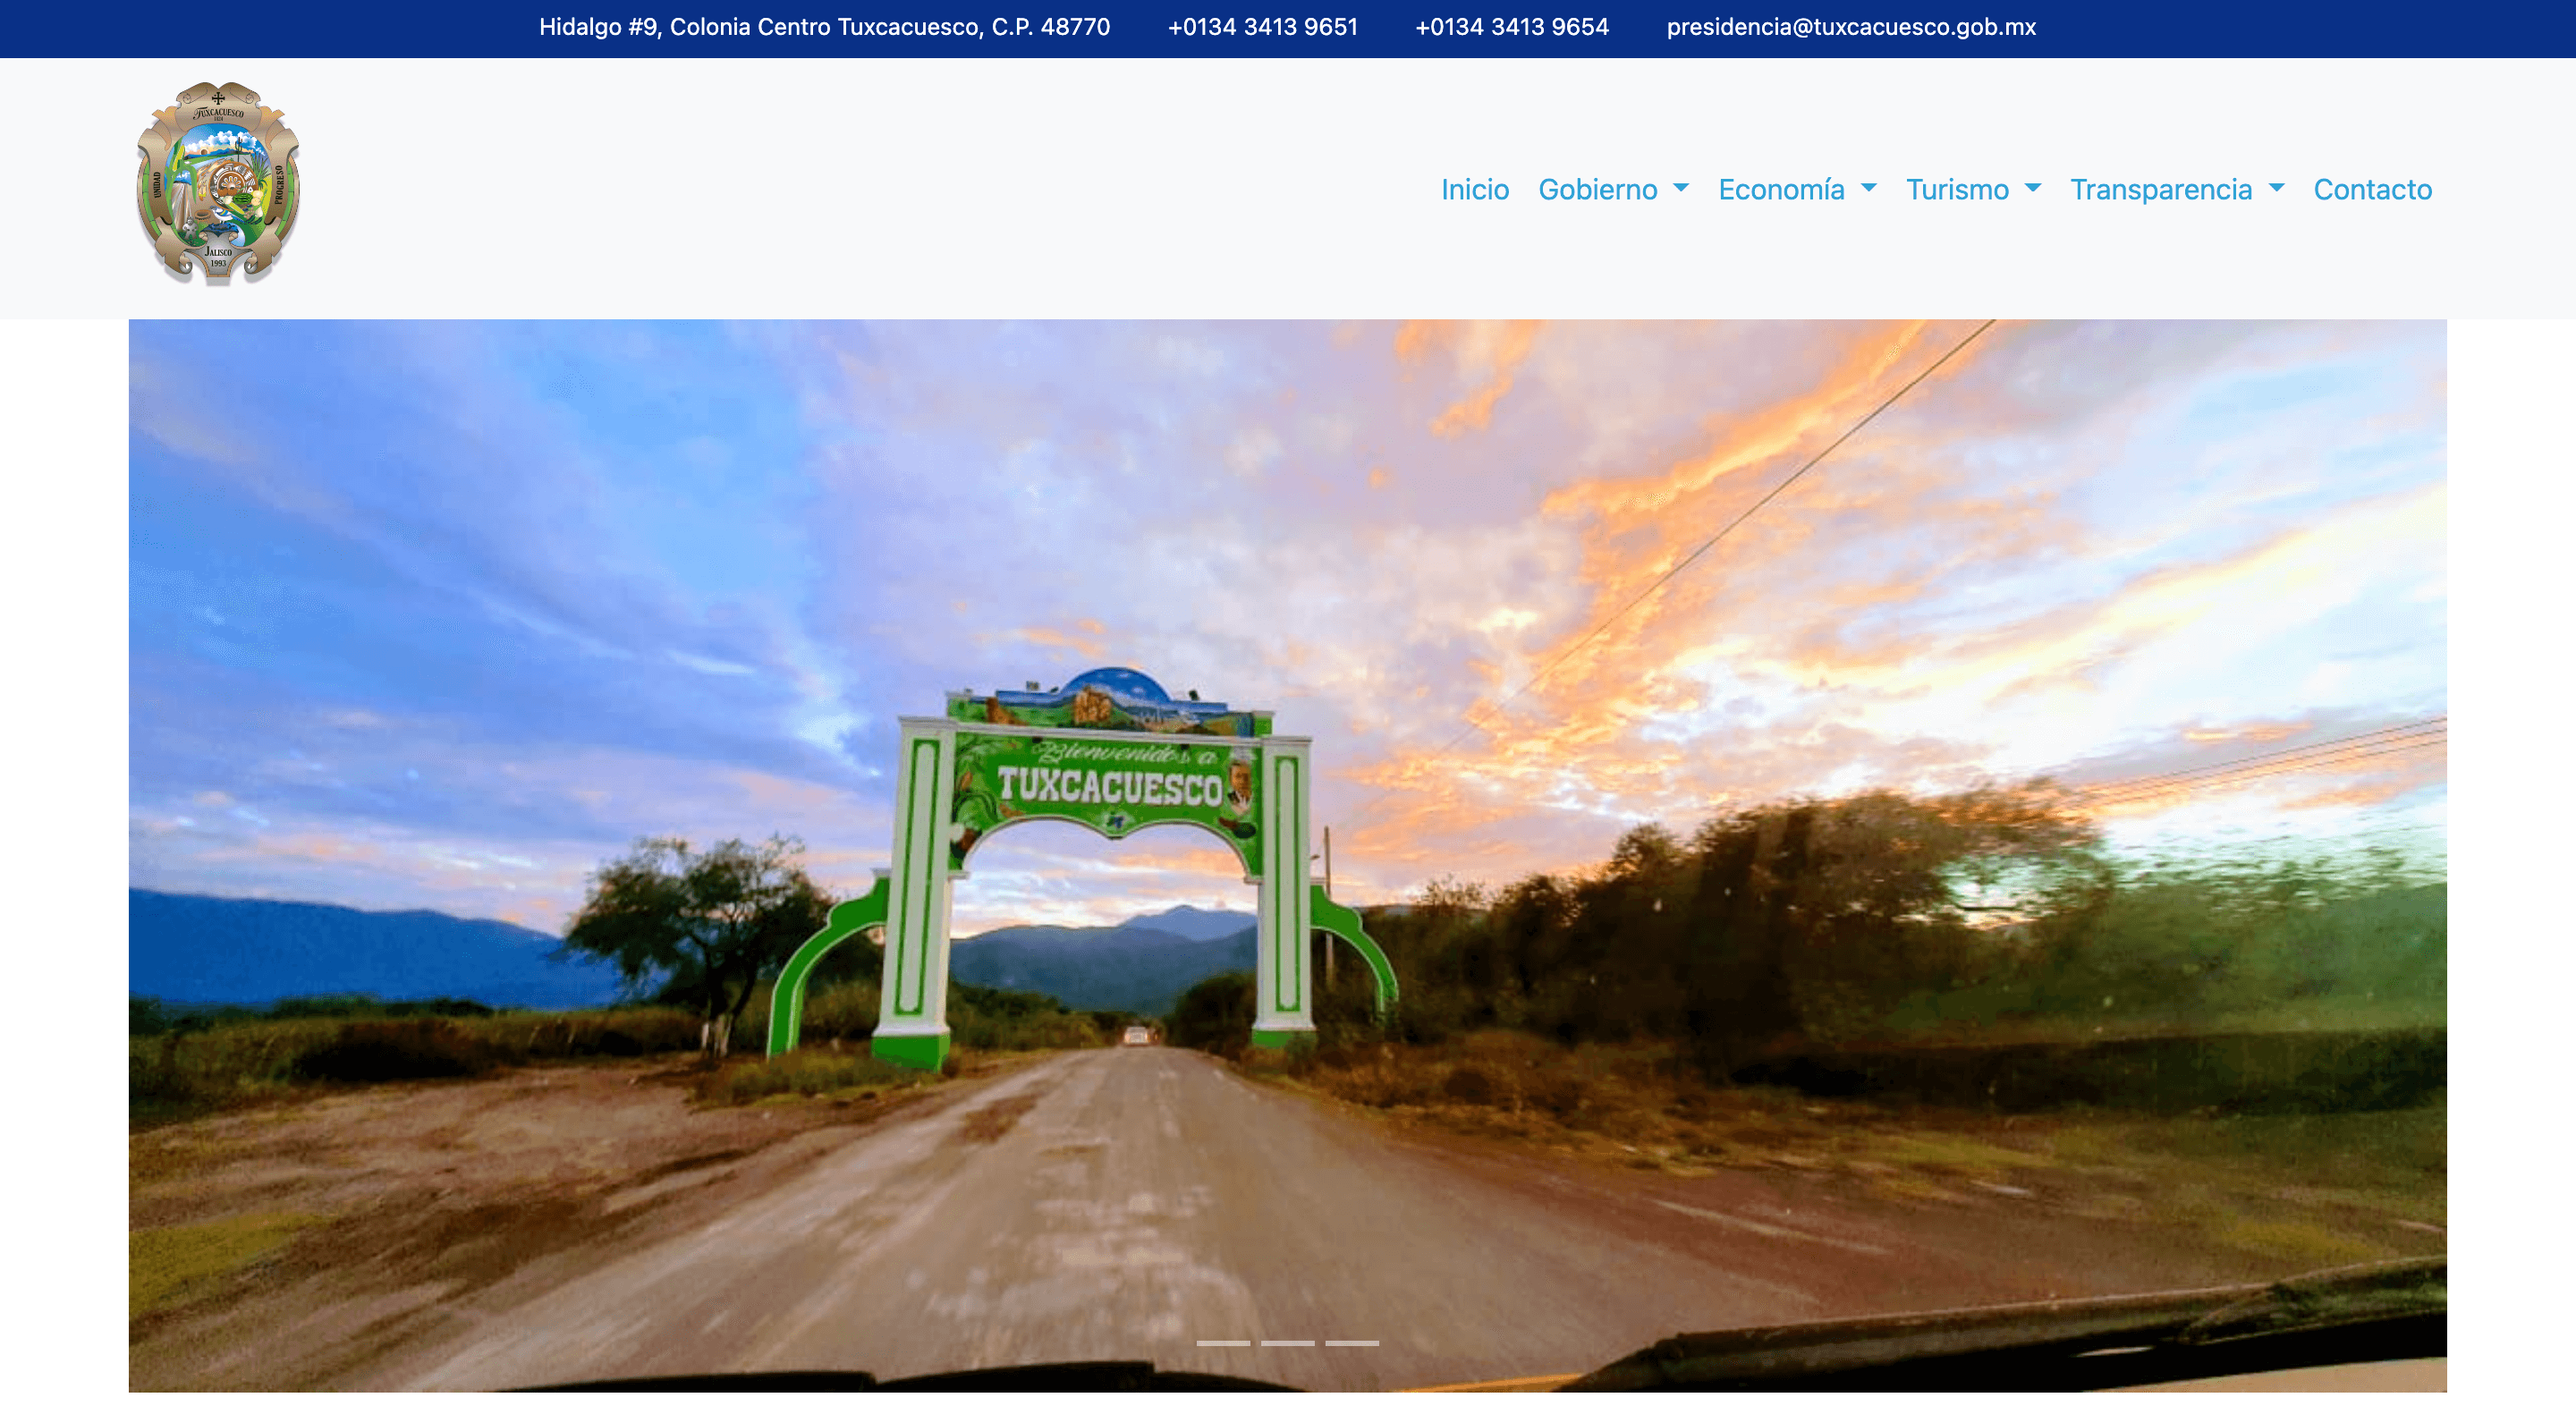 Hidalgo #9, Colonia Centro Tuxcacuesco, C.P. 48770 +0134 3413 9651 +0134 3413 9654 presidencia@tuxcacuesco.gob.mx
TUXCACUESCO
UNIDAD
PROGRESO
JALISCO
1993
Inicio Gobierno Economía Turismo Transparencia Contacto
Bienvenidos a
TUXCACUESCO